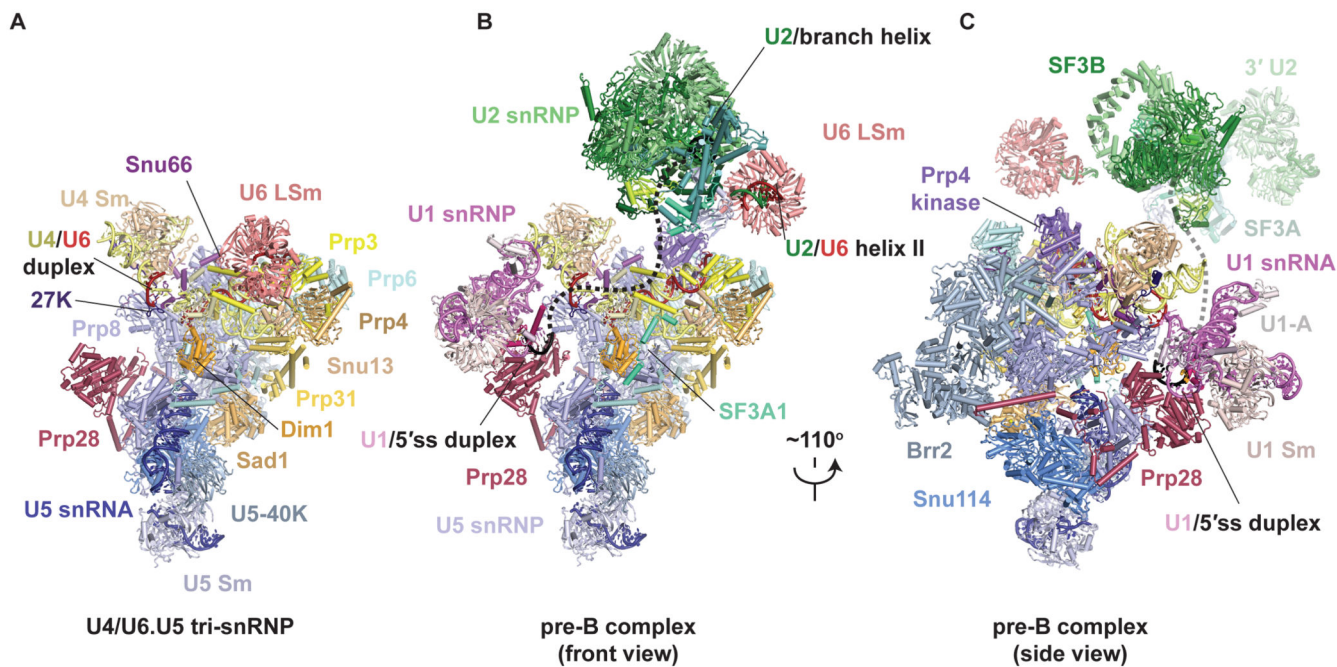 A
Snu66
U4 Sm
U6 LSm
U4/U6
duplex
Prp3
Prp6
27K
Prp8
Prp4
Snu13
Prp31
Prp28
Dim1
Sad1
U5 snRNA
U5-40K
U5 Sm
U4/U6.U5 tri-snRNP
B
U2/branch helix
U2 snRNP
U6 LSm
U1 snRNP
U2/U6 helix II
SF3A1
U1/5′ss duplex
Prp28
U5 snRNP
pre-B complex
(front view)
~110o
C
SF3B
3′ U2
Prp4
kinase
SF3A
U1 snRNA
U1-A
Brr2
U1 Sm
Snu114
Prp28
U1/5′ss duplex
pre-B complex
(side view)